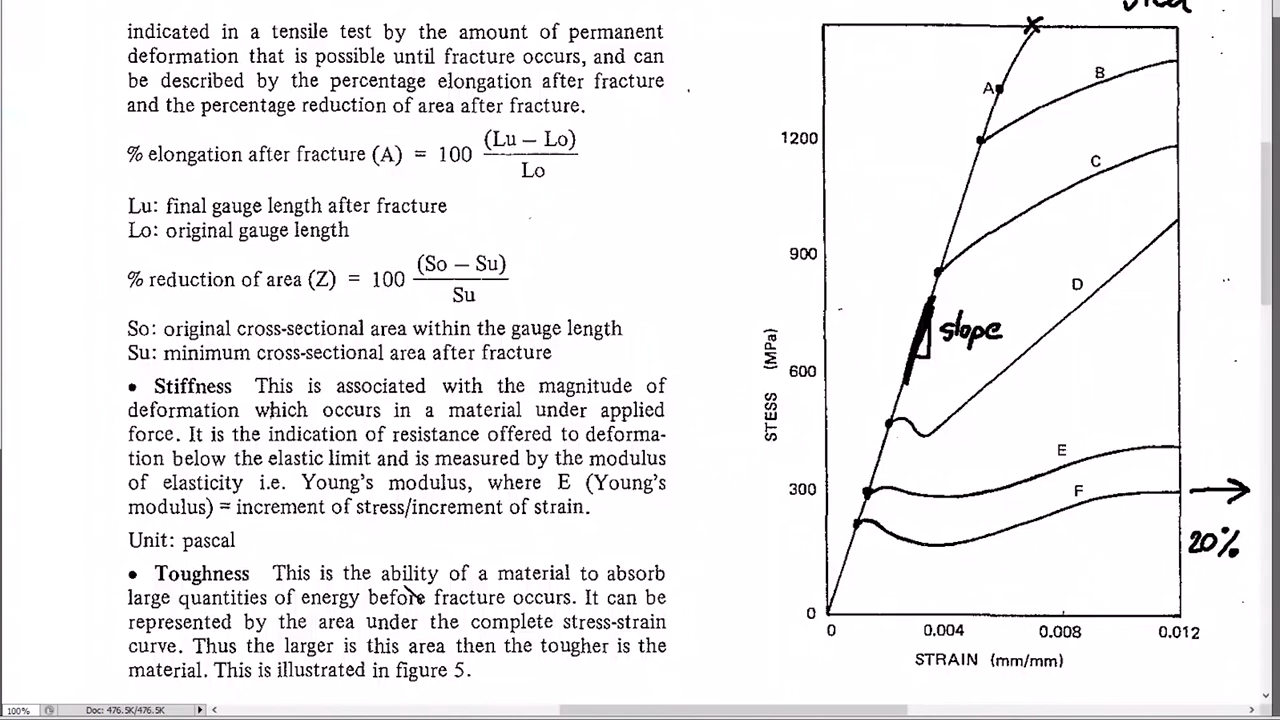 indicated in a tensile test by the amount of permanent
deformation that is possible until fracture occurs, and can
be described by the percentage elongation after fracture
and the percentage reduction of area after fracture.
% elongation after fracture (A) = 100 (Lu – Lo)
Lo
Lu: final gauge length after fracture
Lo: original gauge length
% reduction of area (Z) = 100 (So – Su)
Su
So: original cross-sectional area within the gauge length
Su: minimum cross-sectional area after fracture
• Stiffness This is associated with the magnitude of
deformation which occurs in a material under applied
force. It is the indication of resistance offered to deforma-
tion below the elastic limit and is measured by the modulus
of elasticity i.e. Young's modulus, where E (Young's
modulus) = increment of stress/increment of strain.
Unit: pascal
• Toughness This is the ability of a material to absorb
large quantities of energy before fracture occurs. It can be
represented by the area under the complete stress-strain
curve. Thus the larger is this area then the tougher is the
material. This is illustrated in figure 5.
A
B
1200
C
900
D
slope
600
STESS (MPa)
E
300
F
20%
0
0 0.004 0.008 0.012
STRAIN (mm/mm)
100% Doc: 476.5K/476.5K